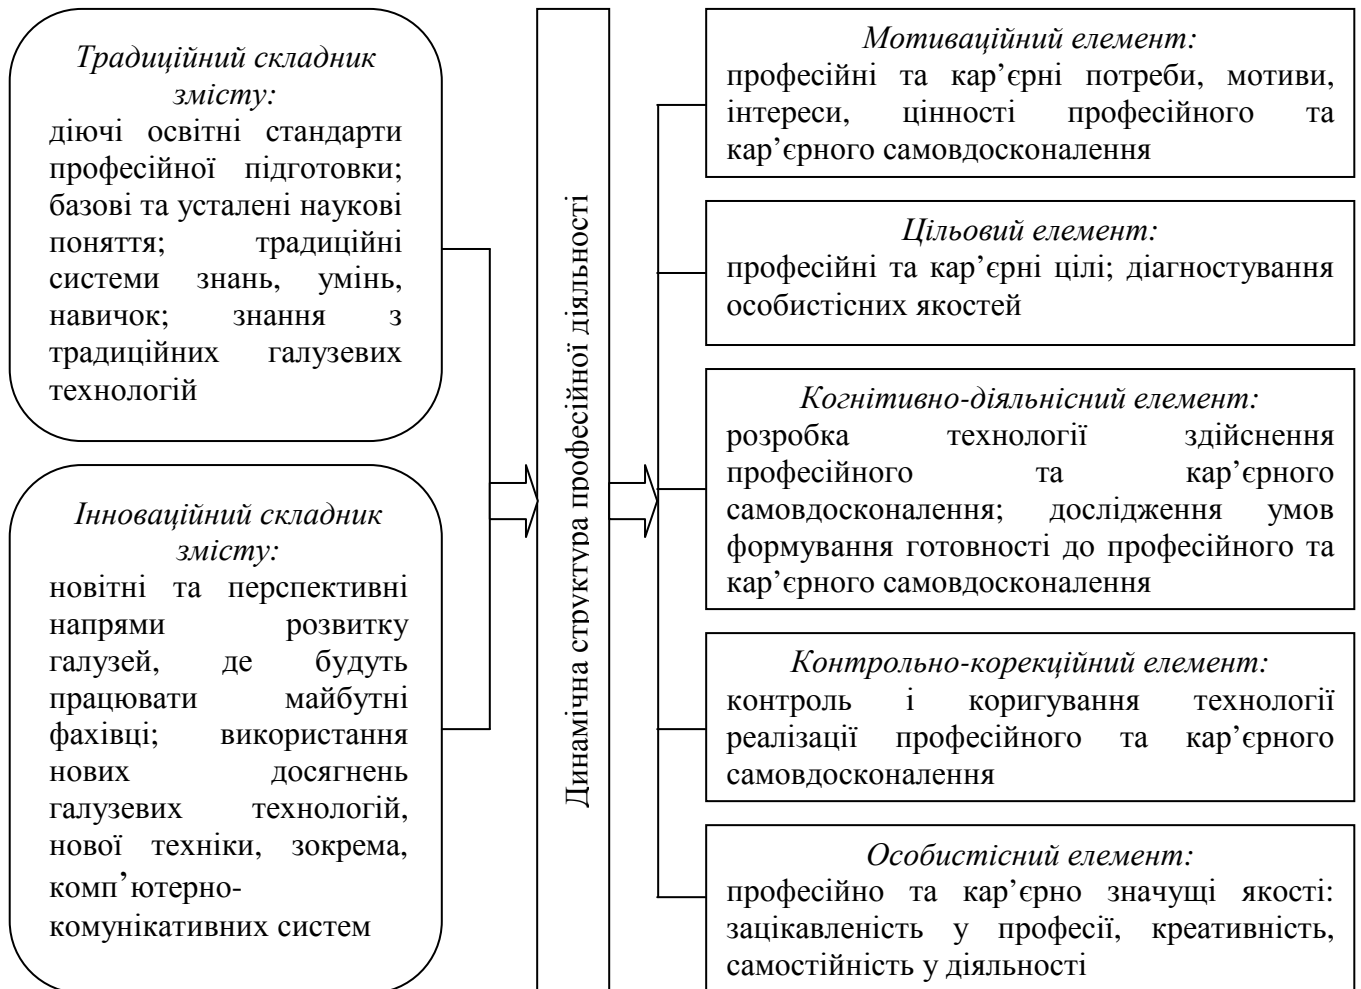 Традиційний складник
змісту:
діючі освітні стандарти
професійної підготовки;
базові та усталені наукові
поняття; традиційні
системи знань, умінь,
навичок; знання з
традиційних галузевих
технологій
Інноваційний складник
змісту:
новітні та перспективні
напрями розвитку
галузей, де будуть
працювати майбутні
фахівці; використання
нових досягнень
галузевих технологій,
нової техніки, зокрема,
комп’ютерно-
комунікативних систем
Динамічна структура професійної діяльності
Мотиваційний елемент:
професійні та кар’єрні потреби, мотиви,
інтереси, цінності професійного та
кар’єрного самовдосконалення
Цільовий елемент:
професійні та кар’єрні цілі; діагностування
особистісних якостей
Когнітивно-діяльнісний елемент:
розробка технології здійснення
професійного та кар’єрного
самовдосконалення; дослідження умов
формування готовності до професійного та
кар’єрного самовдосконалення
Контрольно-корекційний елемент:
контроль і коригування технології
реалізації професійного та кар’єрного
самовдосконалення
Особистісний елемент:
професійно та кар’єрно значущі якості:
зацікавленість у професії, креативність,
самостійність у діяльності